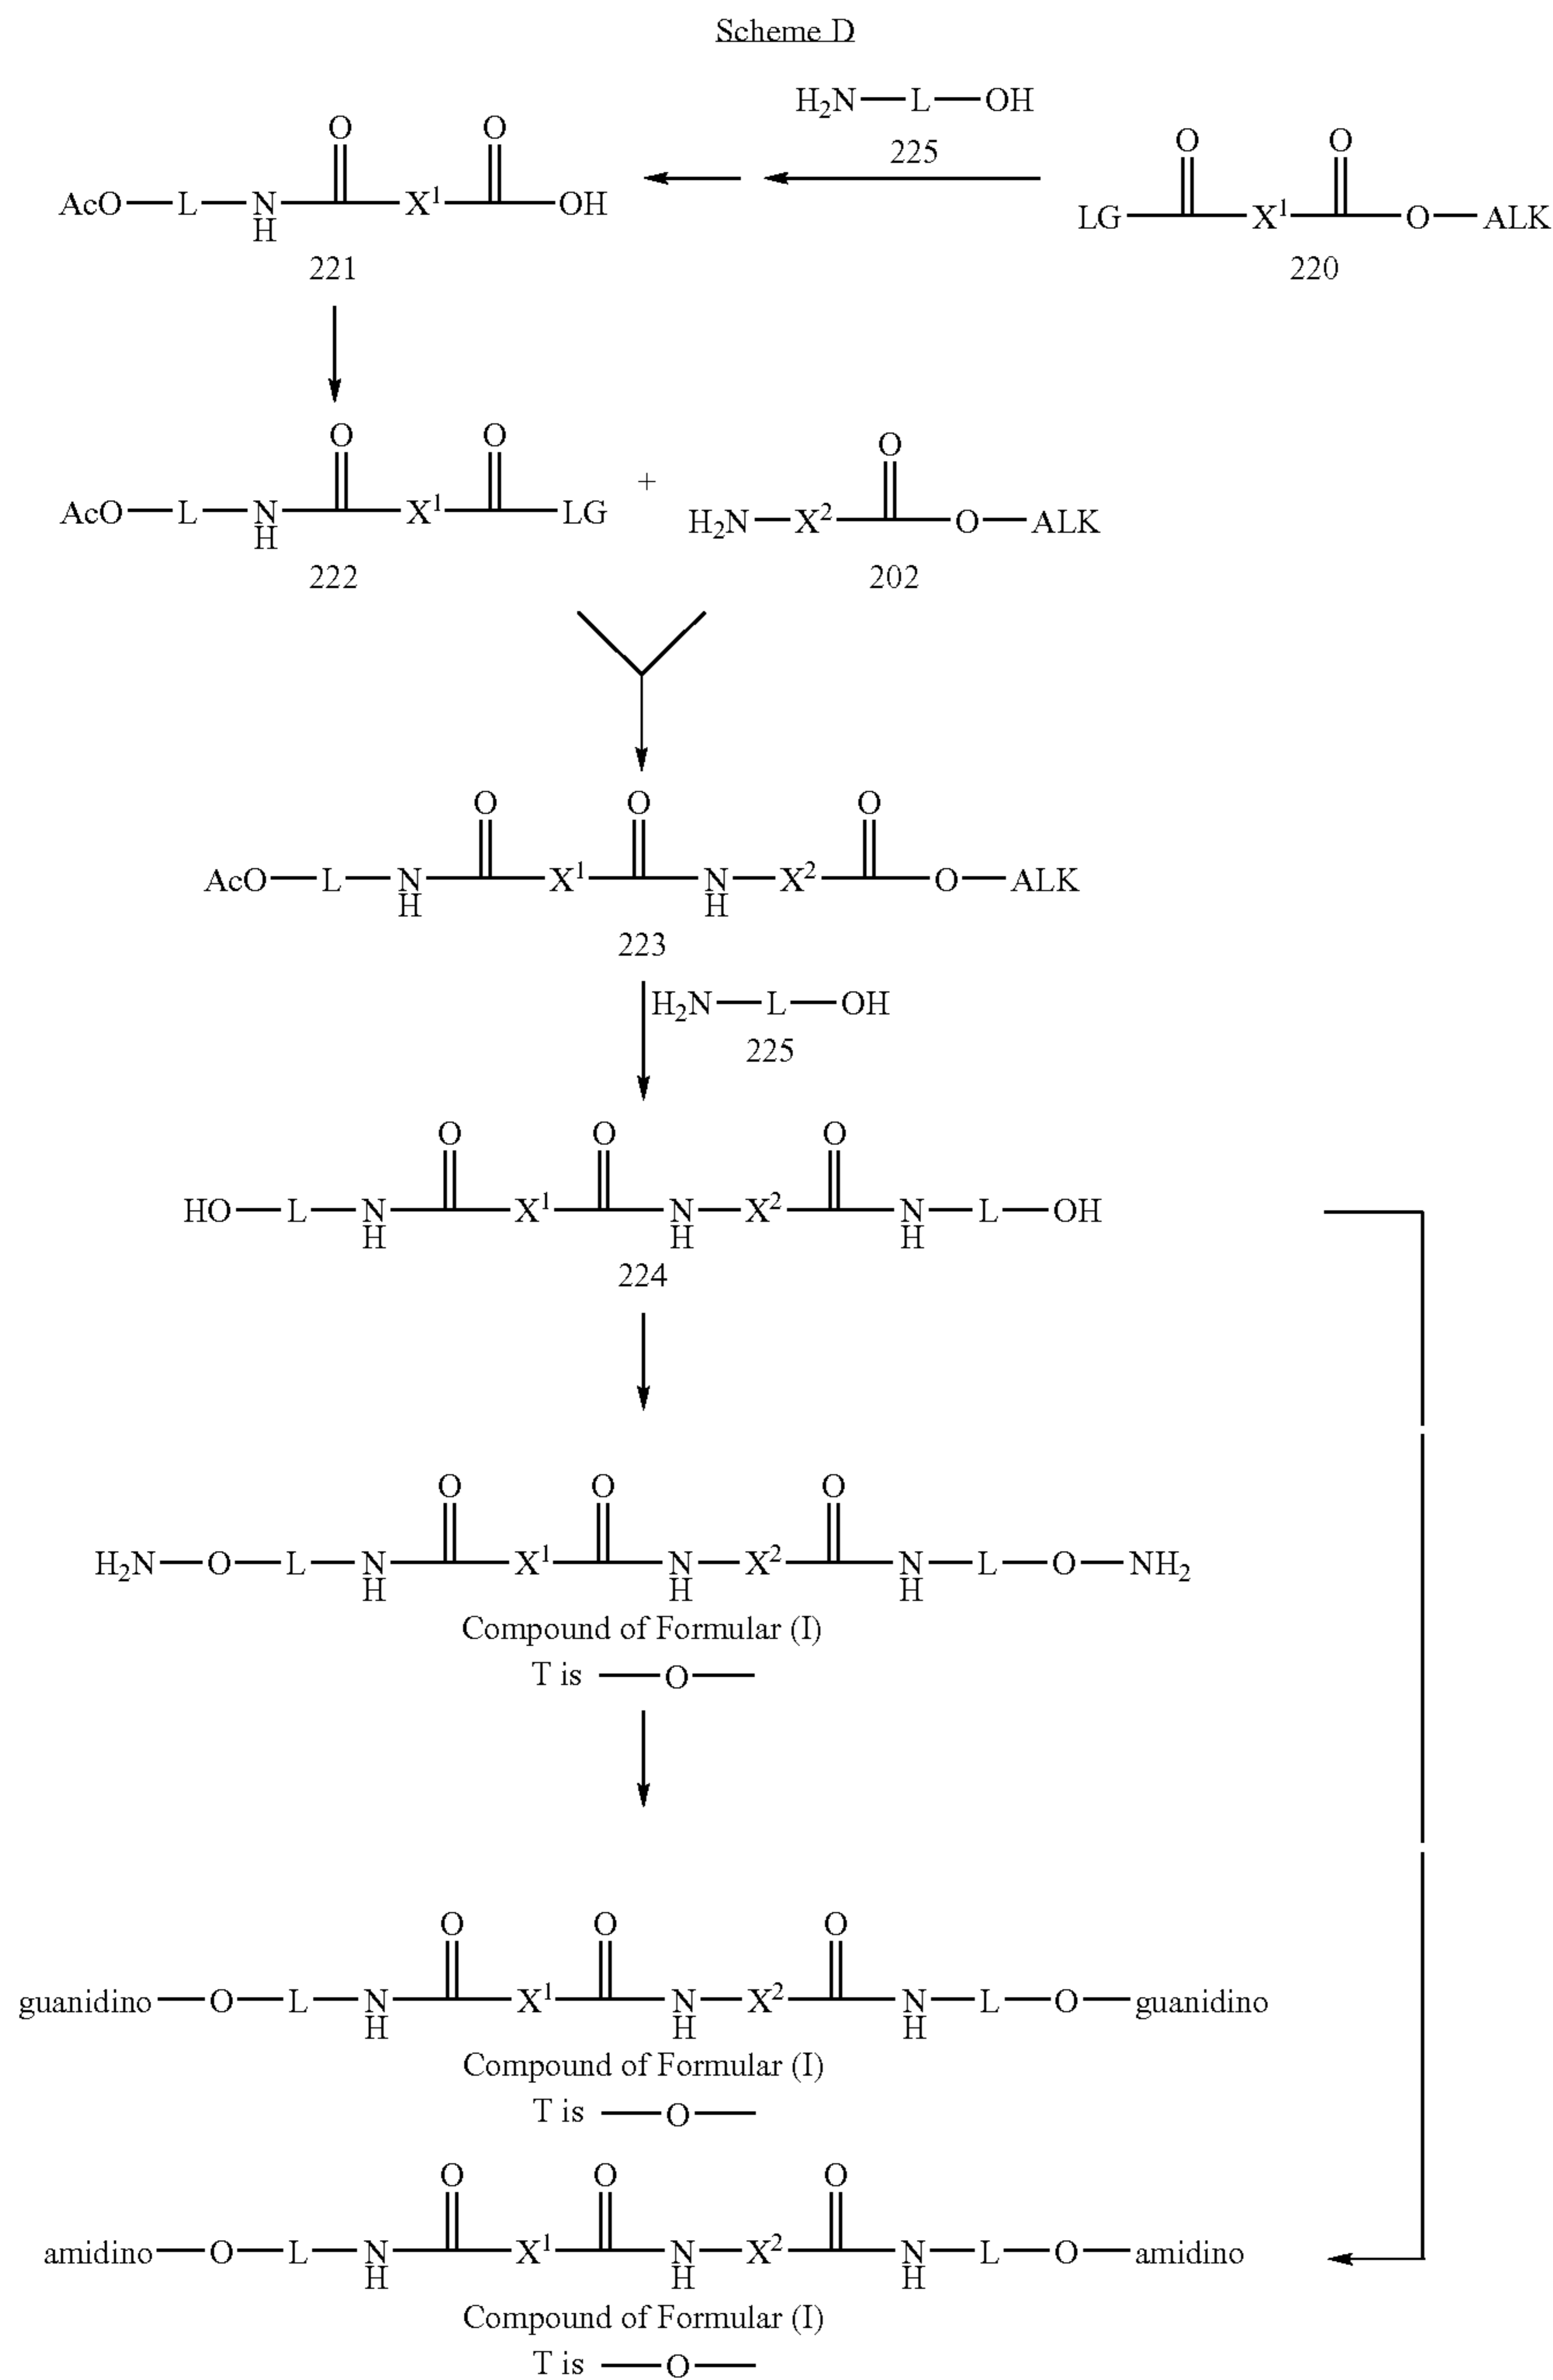 Scheme D
H₂N—L—OH
225
O O
AcO—L—N—X¹—OH
H
221
O O
LG—X¹—O—ALK
220
O O
AcO—L—N—X¹—LG
H
222
+
O
H₂N—X²—O—ALK
202
O O O
AcO—L—N—X¹—N—X²—O—ALK
H H
223
H₂N—L—OH
225
O O O
HO—L—N—X¹—N—X²—N—L—OH
H H H
224
O O O
H₂N—O—L—N—X¹—N—X²—N—L—O—NH₂
H H H
Compound of Formular (I)
T is —O—
O O O
guanidino—O—L—N—X¹—N—X²—N—L—O—guanidino
H H H
Compound of Formular (I)
T is —O—
O O O
amidino—O—L—N—X¹—N—X²—N—L—O—amidino
H H H
Compound of Formular (I)
T is —O—